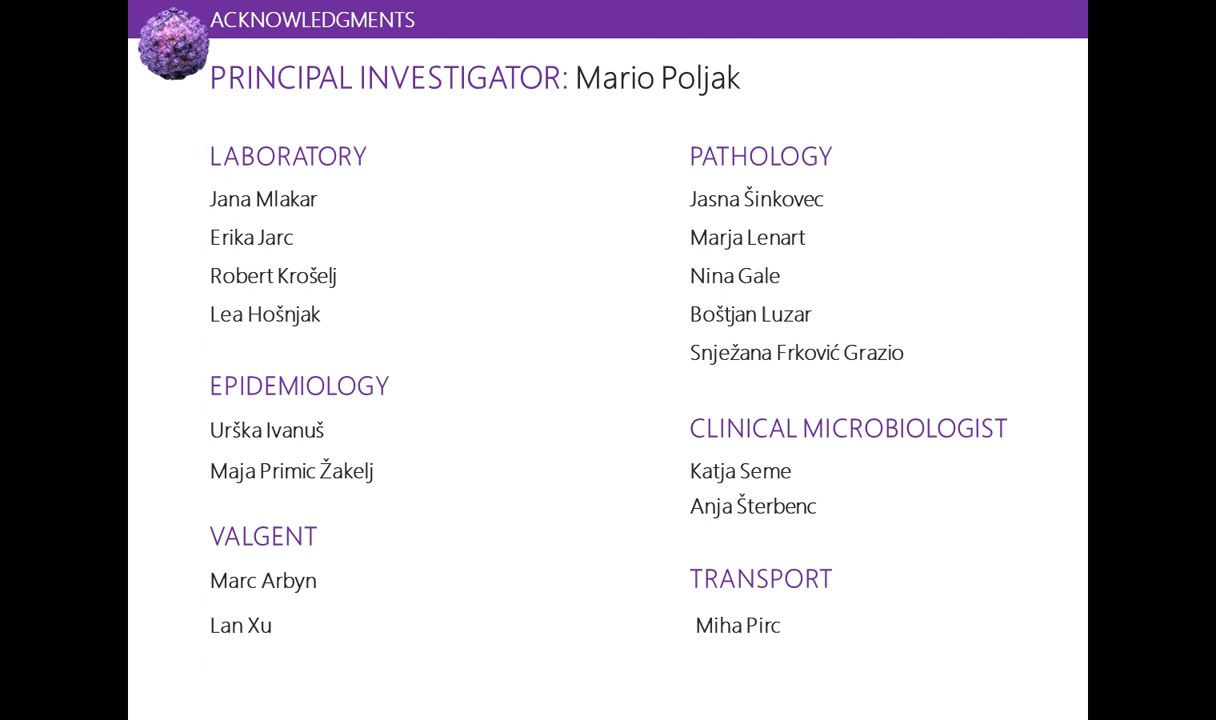 ACKNOWLEDGMENTS
PRINCIPAL INVESTIGATOR: Mario Poljak
LABORATORY
Jana Mlakar
Erika Jarc
Robert Krošelj
Lea Hošnjak
EPIDEMIOLOGY
Urška Ivanuš
Maja Primic Žakelj
VALGENT
Marc Arbyn
Lan Xu
PATHOLOGY
Jasna Šinkovec
Marja Lenart
Nina Gale
Boštjan Luzar
Snježana Frković Grazio
CLINICAL MICROBIOLOGIST
Katja Seme
Anja Šterbenc
TRANSPORT
Miha Pirc